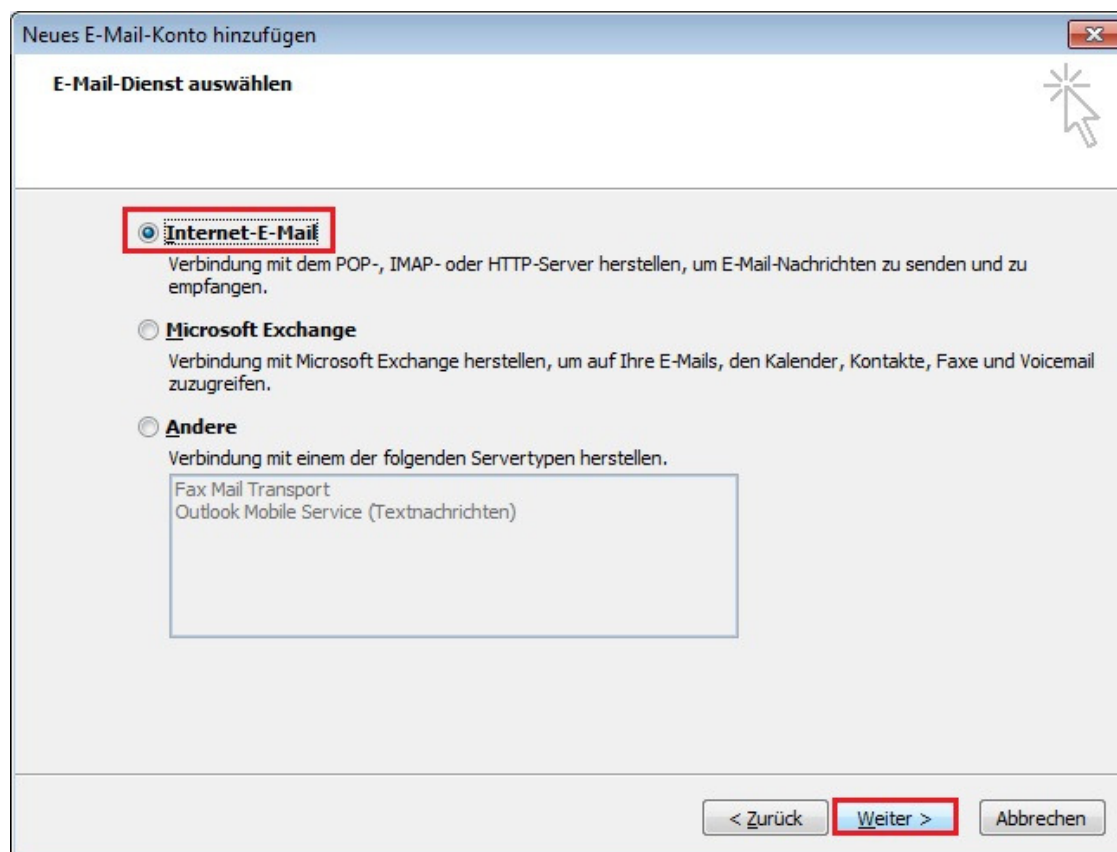 Neues E-Mail-Konto hinzufügen
E-Mail-Dienst auswählen
Internet-E-Mail
Verbindung mit dem POP-, IMAP- oder HTTP-Server herstellen, um E-Mail-Nachrichten zu senden und zu
empfangen.
Microsoft Exchange
Verbindung mit Microsoft Exchange herstellen, um auf Ihre E-Mails, den Kalender, Kontakte, Faxe und Voicemail
zuzugreifen.
Andere
Verbindung mit einem der folgenden Servertypen herstellen.
Fax Mail Transport
Outlook Mobile Service (Textnachrichten)
< Zurück Weiter > Abbrechen